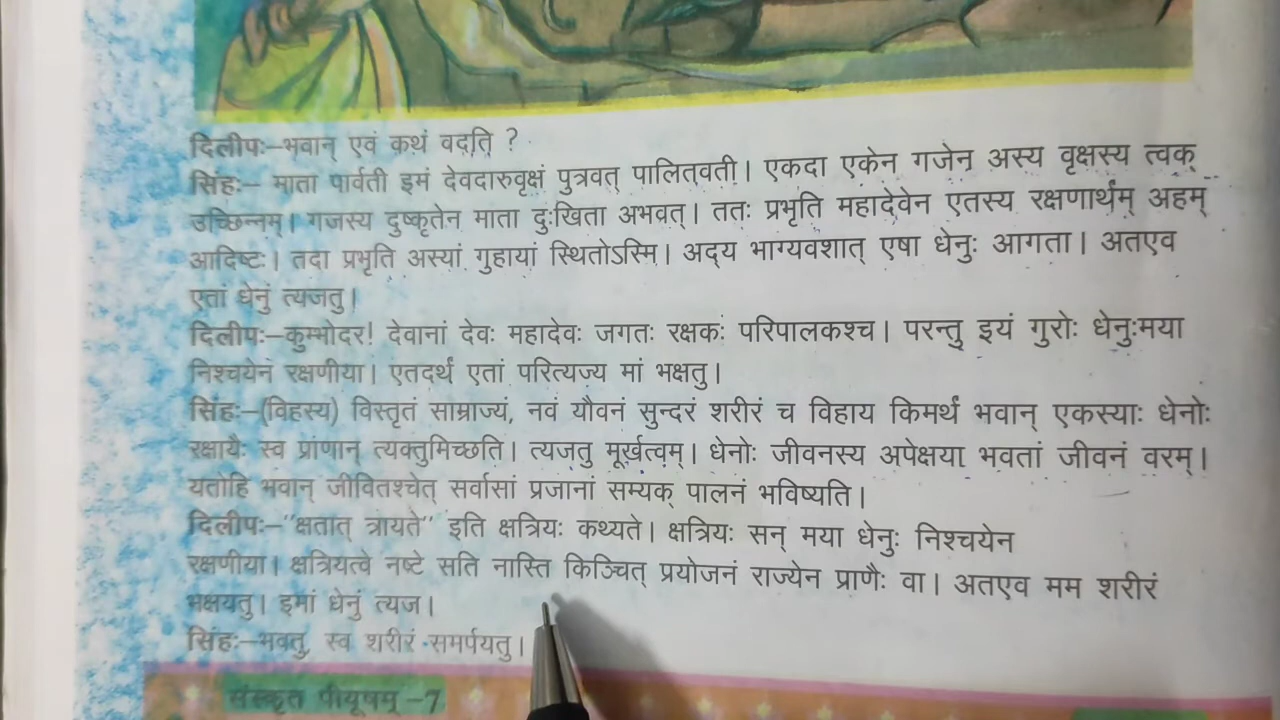 दिलीपः–भवान् एवं कथं वदति ?
सिंहः– माता पार्वती इमं देवदारुवृक्षं पुत्रवत् पालितवती। एकदा एकेन गजेन अस्य वृक्षस्य त्वक्
उच्छिन्नम्। गजस्य दुष्कृतेन माता दुःखिता अभवत्। ततः प्रभृति महादेवेन एतस्य रक्षणार्थम् अहम्
आदिष्टः। तदा प्रभृति अस्यां गुहायां स्थितोऽस्मि। अद्य भाग्यवशात् एषा धेनुः आगता। अतएव
एतां धेनुं त्यजतु।
दिलीपः–कुम्भोदर! देवानां देवः महादेवः जगतः रक्षकः परिपालकश्च। परन्तु इयं गुरोः धेनुःमया
निश्चयेन रक्षणीया। एतदर्थं एतां परित्यज्य मां भक्षतु।
सिंहः–(विहस्य) विस्तृतं साम्राज्यं, नवं यौवनं सुन्दरं शरीरं च विहाय किमर्थं भवान् एकस्याः धेनोः
रक्षायैः स्व प्राणान् त्यक्तुमिच्छति। त्यजतु मूर्खत्वम्। धेनोः जीवनस्य अपेक्षया भवतां जीवनं वरम्।
यतोहि भवान् जीवितश्चेत् सर्वासां प्रजानां सम्यक् पालनं भविष्यति।
दिलीपः–"क्षतात् त्रायते" इति क्षत्रियः कथ्यते। क्षत्रियः सन् मया धेनुः निश्चयेन
रक्षणीया। क्षत्रियत्वे नष्टे सति नास्ति किञ्चित् प्रयोजनं राज्येन प्राणैः वा। अतएव मम शरीरं
भक्षयतु। इमां धेनुं त्यज।
सिंहः–भवतु, स्व शरीरं समर्पयतु।
संस्कृत पीयूषम् –7